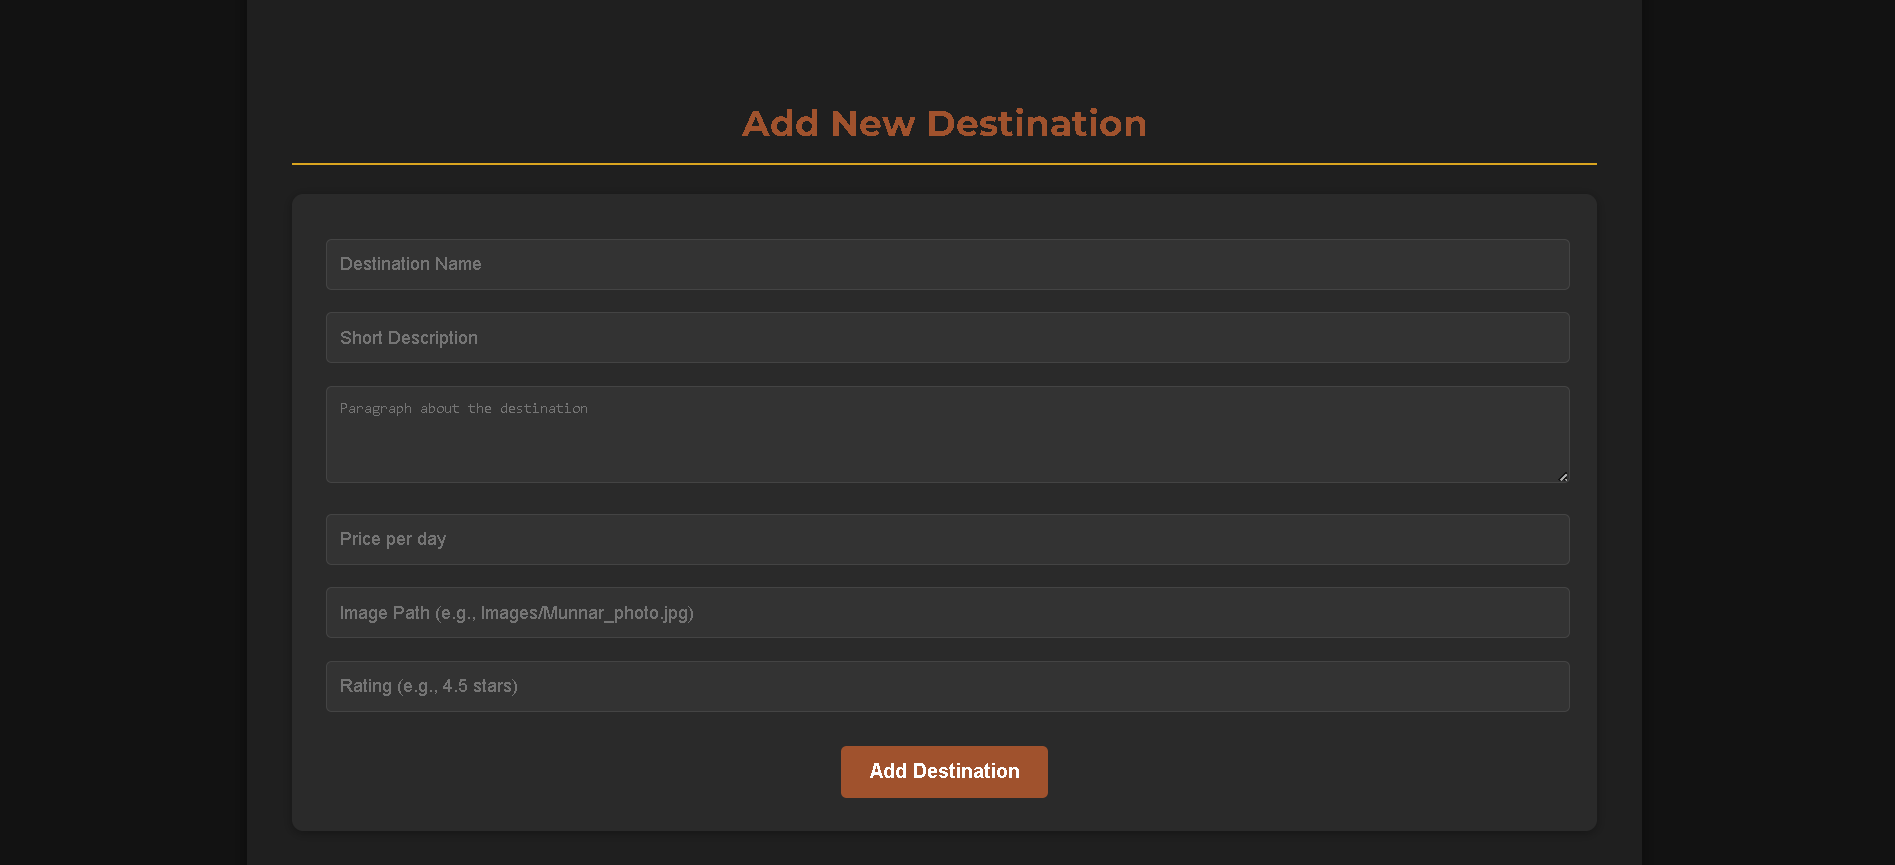 Add New Destination
Destination Name
Short Description
Paragraph about the destination
Price per day
Image Path (e.g., Images/Munnar_photo.jpg)
Rating (e.g., 4.5 stars)
Add Destination